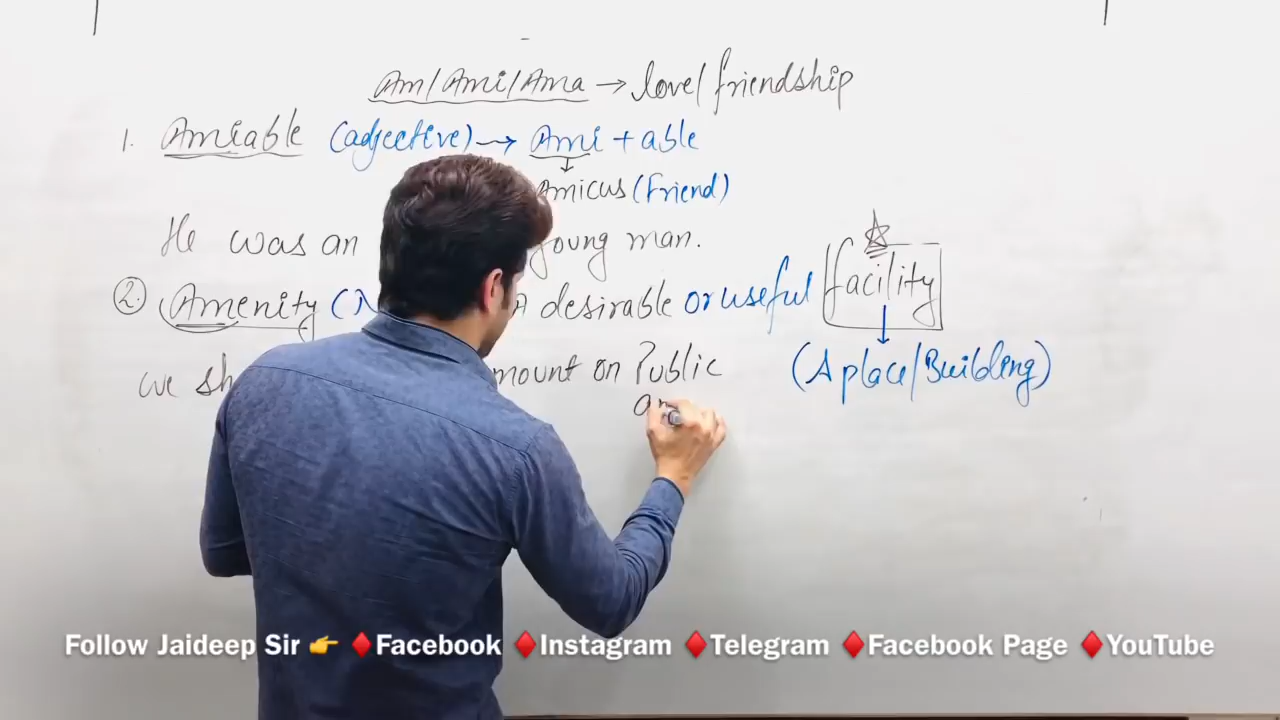 Am/Ami/Ama → love/friendship
1. Amiable (adjective) → Ami + able
↓
Amicus (Friend)
He was an young man.
2. Amenity A desirable or useful facility
↓
we mount on Public (A place/Building)
Follow Jaideep Sir 👉 ♦Facebook ♦Instagram ♦Telegram ♦Facebook Page ♦YouTube